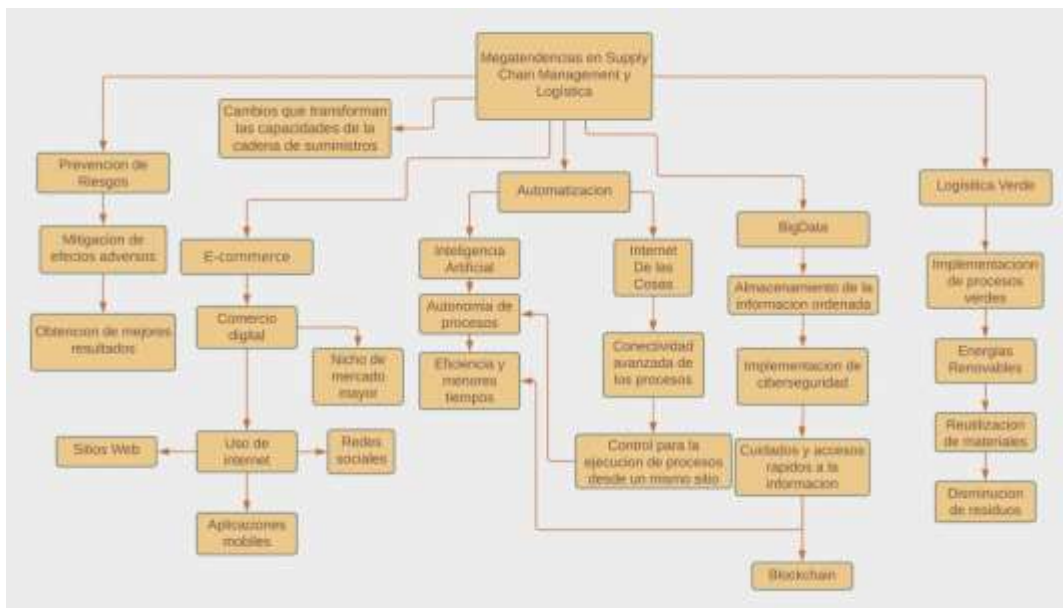 Megatendencias en Supply
Chain Management y
Logística
Cambios que transforman
las capacidades de la
cadena de suministros
Prevencion de
Riesgos
Mitigacion de
efectos adversos
Obtencion de mejores
resultados
E-commerce
Comercio
digital
Nicho de
mercado
mayor
Uso de
internet
Sitios Web
Redes
sociales
Aplicaciones
mobiles
Automatizacion
Inteligencia
Artificial
Autonomia de
procesos
Eficiencia y
menores
tiempos
Internet
De las
Cosas
Conectividad
avanzada de
los procesos
Control para la
ejecucion de procesos
desde un mismo sitio
BigData
Almacenamiento de la
informacion ordenada
Implementacion de
ciberseguridad
Cuidados y accesos
rapidos a la
informacion
Blockchain
Logística Verde
Implementacion
de procesos
verdes
Energias
Renovables
Reutilizacion
de materiales
Disminucion
de residuos